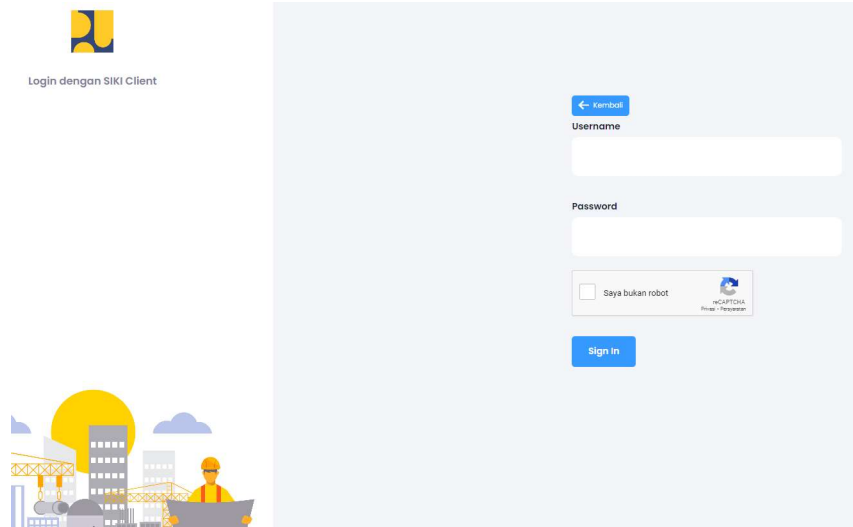 Login dengan SIKI Client
Kembali
Username
Password
Saya bukan robot
reCAPTCHA
Privasi - Persyaratan
Sign In